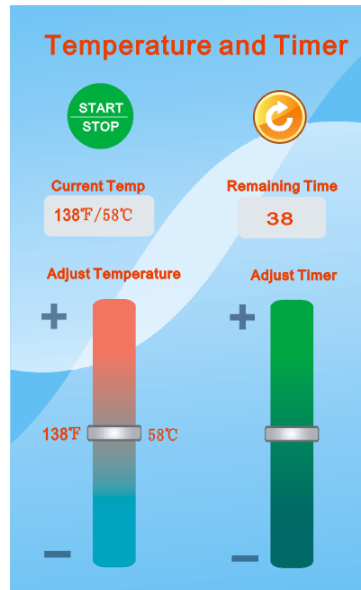 Temperature and Timer
START
STOP
Current Temp
Remaining Time
138℉/58℃
38
Adjust Temperature
Adjust Timer
+
+
138℉
58℃
−
−